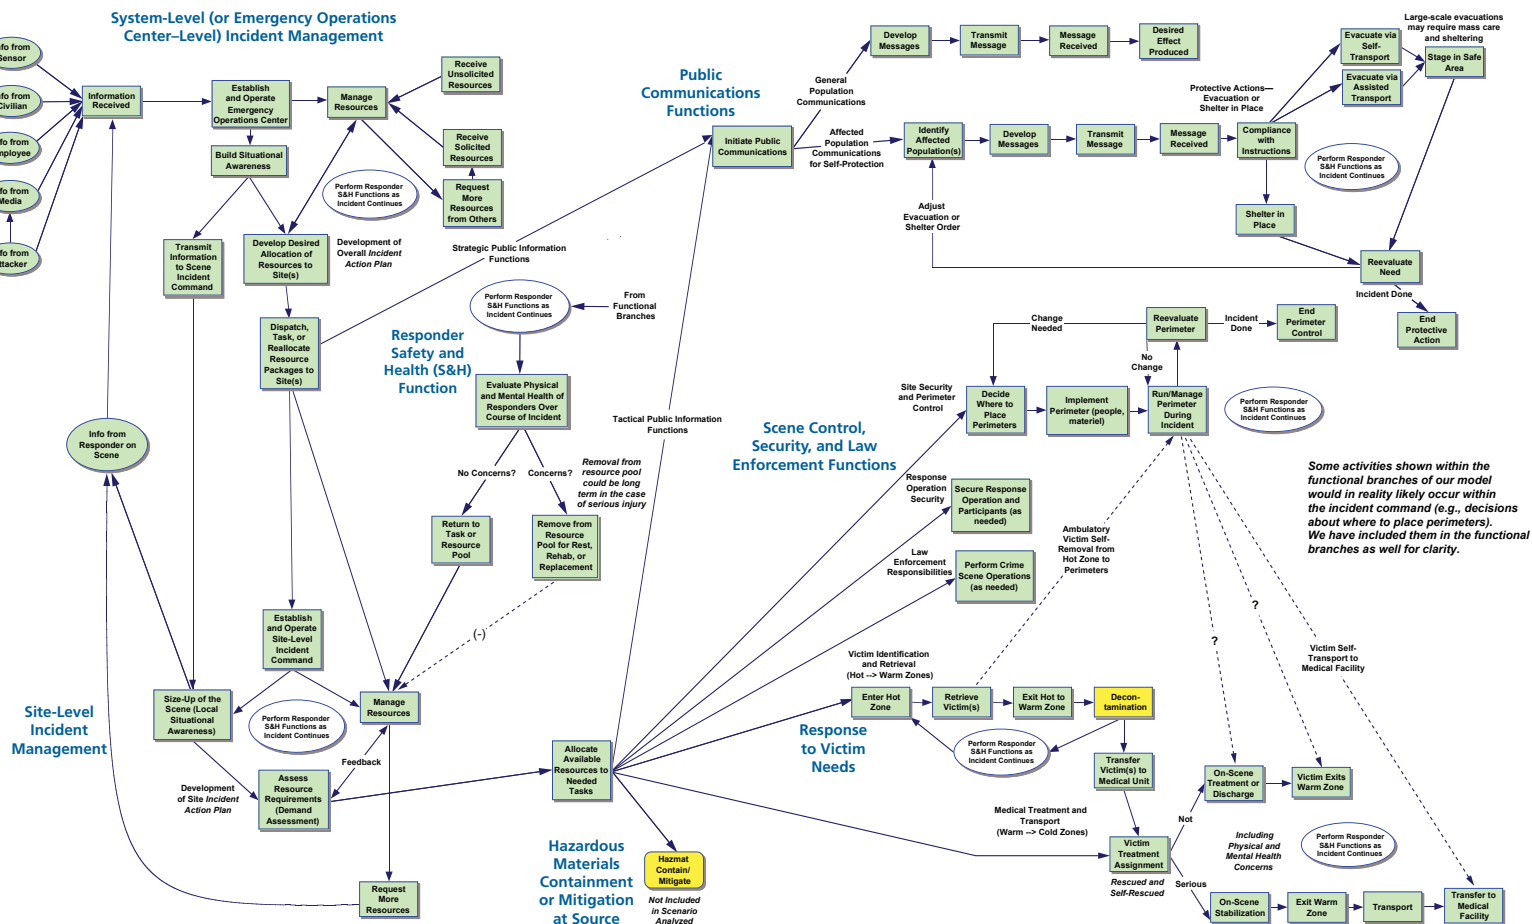 System-Level (or Emergency Operations
Center–Level) Incident Management
Sensor
Media
Information
Received
Establish
and Operate
Emergency
Operations Center
Manage
Resources
Receive
Unsolicited
Resources
Receive
Solicited
Resources
Request
More
Resources
from Others
Build Situational
Awareness
Perform Responder
S&H Functions as
Incident Continues
Transmit
Information
to Scene
Incident
Command
Develop Desired
Allocation of
Resources to
Site(s)
Development of
Overall Incident
Action Plan
Dispatch,
Task, or
Reallocate
Resource
Packages to
Site(s)
Strategic Public Information
Functions
Info from
Responder on
Scene
Public
Communications
Functions
Initiate Public
Communications
General
Population
Communications
Affected
Population
Communications
for Self-Protection
Develop
Messages
Transmit
Message
Message
Received
Desired
Effect
Produced
Identify
Affected
Population(s)
Develop
Messages
Transmit
Message
Message
Received
Protective Actions—
Evacuation or
Shelter in Place
Compliance
with
Instructions
Evacuate via
Self-
Transport
Evacuate via
Assisted
Transport
Large-scale evacuations
may require mass care
and sheltering
Stage in Safe
Area
Perform Responder
S&H Functions as
Incident Continues
Shelter in
Place
Adjust
Evacuation or
Shelter Order
Reevaluate
Need
Incident Done
End
Protective
Action
Responder
Safety and
Health (S&H)
Function
Perform Responder
S&H Functions as
Incident Continues
From
Functional
Branches
Evaluate Physical
and Mental Health of
Responders Over
Course of Incident
No Concerns?
Concerns?
Removal from
resource pool
could be long
term in the case
of serious injury
Return to
Task or
Resource
Pool
Remove from
Resource
Pool for Rest,
Rehab, or
Replacement
(-)
Tactical Public Information
Functions
Scene Control,
Security, and Law
Enforcement Functions
Change
Needed
Reevaluate
Perimeter
Incident
Done
End
Perimeter
Control
No
Change
Site Security
and Perimeter
Control
Decide
Where to
Place
Perimeters
Implement
Perimeter (people,
materiel)
Run/Manage
Perimeter
During
Incident
Perform Responder
S&H Functions as
Incident Continues
Response
Operation
Security
Secure Response
Operation and
Participants (as
needed)
Law
Enforcement
Responsibilities
Perform Crime
Scene Operations
(as needed)
Ambulatory
Victim Self-
Removal from
Hot Zone to
Perimeters
Some activities shown within the
functional branches of our model
would in reality likely occur within
the incident command (e.g., decisions
about where to place perimeters).
We have included them in the functional
branches as well for clarity.
?
?
Victim Self-
Transport to
Medical Facility
Site-Level
Incident
Management
Establish
and Operate
Site-Level
Incident
Command
Size-Up of the
Scene (Local
Situational
Awareness)
Perform Responder
S&H Functions as
Incident Continues
Manage
Resources
Feedback
Development
of Site Incident
Action Plan
Assess
Resource
Requirements
(Demand
Assessment)
Request
More
Resources
Allocate
Available
Resources to
Needed
Tasks
Hazardous
Materials
Containment
or Mitigation
at Source
Hazmat
Contain/
Mitigate
Not Included
in Scenario
Analyzed
Response
to Victim
Needs
Victim Identification
and Retrieval
(Hot --> Warm Zones)
Enter Hot
Zone
Retrieve
Victim(s)
Exit Hot to
Warm Zone
Decon-
tamination
Perform Responder
S&H Functions as
Incident Continues
Transfer
Victim(s) to
Medical Unit
Medical Treatment and
Transport
(Warm --> Cold Zones)
Victim
Treatment
Assignment
Rescued and
Self-Rescued
Not
Serious
On-Scene
Treatment or
Discharge
Victim Exits
Warm Zone
Including
Physical and
Mental Health
Concerns
Perform Responder
S&H Functions as
Incident Continues
On-Scene
Stabilization
Exit Warm
Zone
Transport
Transfer to
Medical
Facility